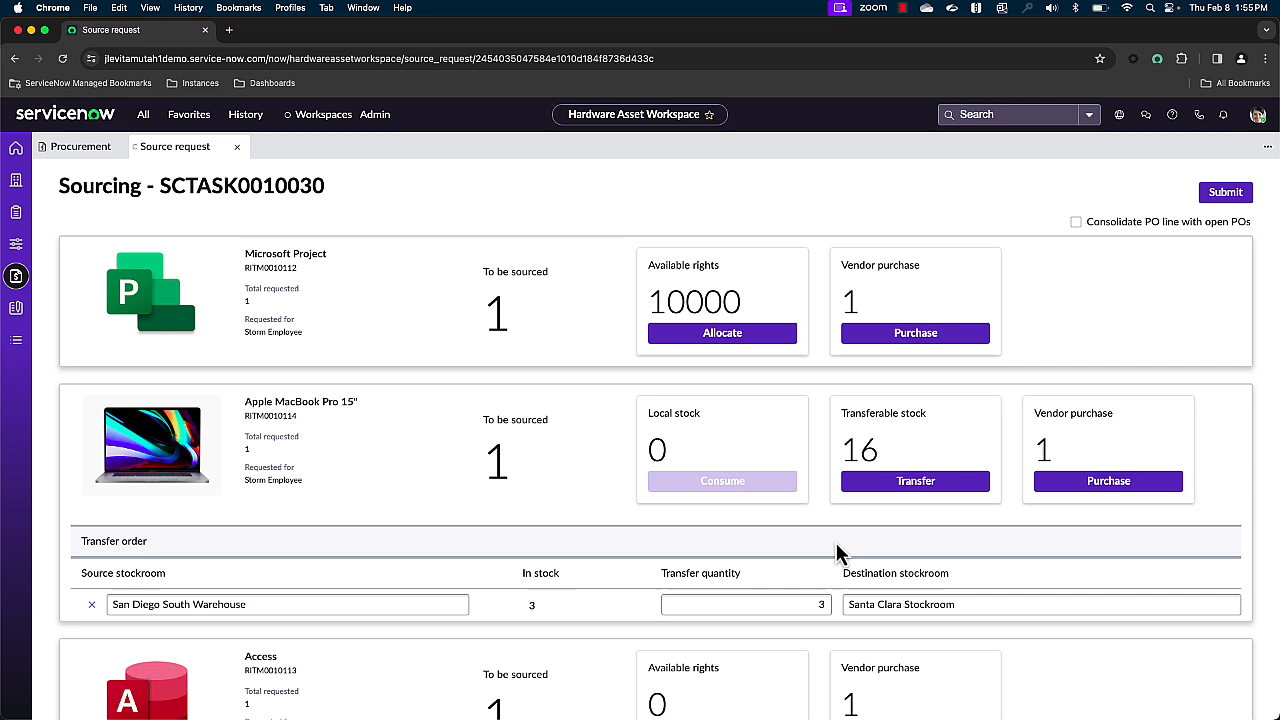 Chrome File Edit View History Bookmarks Profiles Tab Window Help zoom Thu Feb 8 1:55PM
Source request
jlevitamutah1demo.service-now.com/now/hardwareassetworkspace/source_request/2454035047584e1010d184f8736d433c
ServiceNow Managed Bookmarks Instances Dashboards All Bookmarks
servicenow All Favorites History Workspaces Admin Hardware Asset Workspace Search
Procurement Source request
Sourcing - SCTASK0010030
Submit
Consolidate PO line with open POs
P
Microsoft Project
RITM0010112
Total requested
1
Requested for
Storm Employee
To be sourced
1
Available rights
10000
Allocate
Vendor purchase
1
Purchase
Apple MacBook Pro 15"
RITM0010114
Total requested
1
Requested for
Storm Employee
To be sourced
1
Local stock
0
Consume
Transferable stock
16
Transfer
Vendor purchase
1
Purchase
Transfer order
Source stockroom In stock Transfer quantity Destination stockroom
San Diego South Warehouse 3 3 Santa Clara Stockroom
A
Access
RITM0010113
Total requested
1
To be sourced
1
Available rights
0
Vendor purchase
1